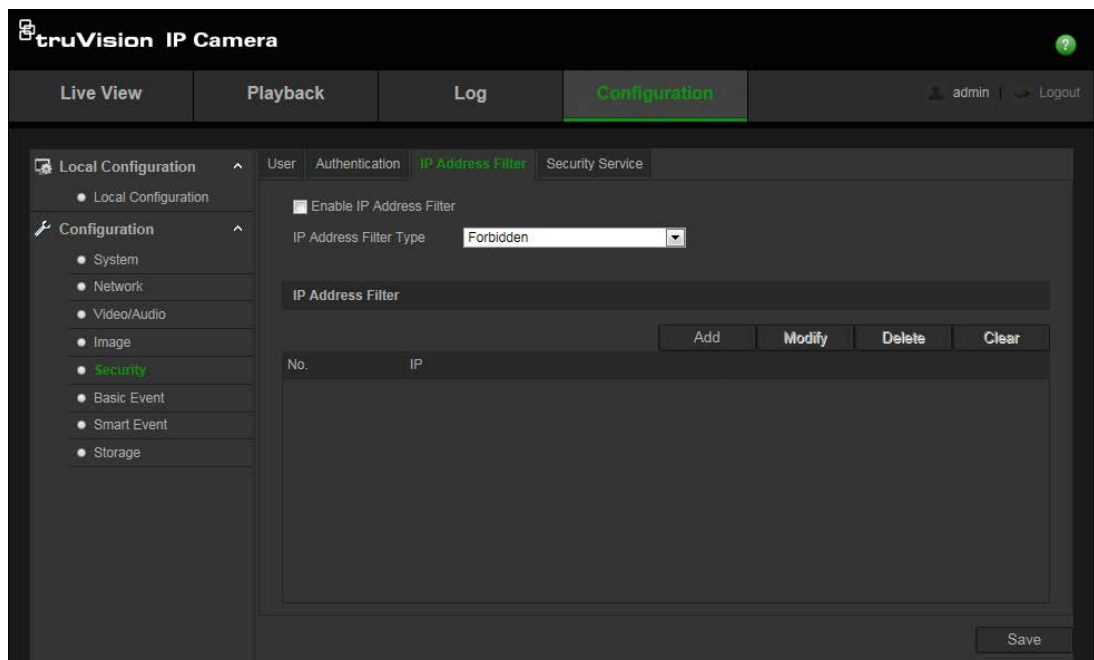 truVision IP Camera
?
Live View Playback Log Configuration admin | Logout
Local Configuration
Local Configuration
Configuration
System
Network
Video/Audio
Image
Security
Basic Event
Smart Event
Storage
User Authentication IP Address Filter Security Service
Enable IP Address Filter
IP Address Filter Type Forbidden
IP Address Filter
Add Modify Delete Clear
No. IP
Save